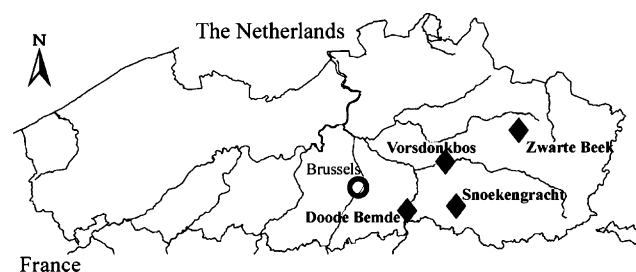 The Netherlands
N
Vorsdonkbos
Zwarte Beek
Brussels
Snoekengracht
Doode Bemde
France